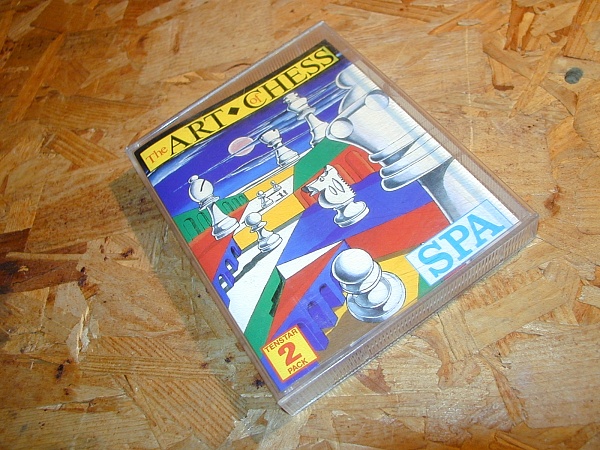 The ART of CHESS
SPA
TENSTAR
2
PACK